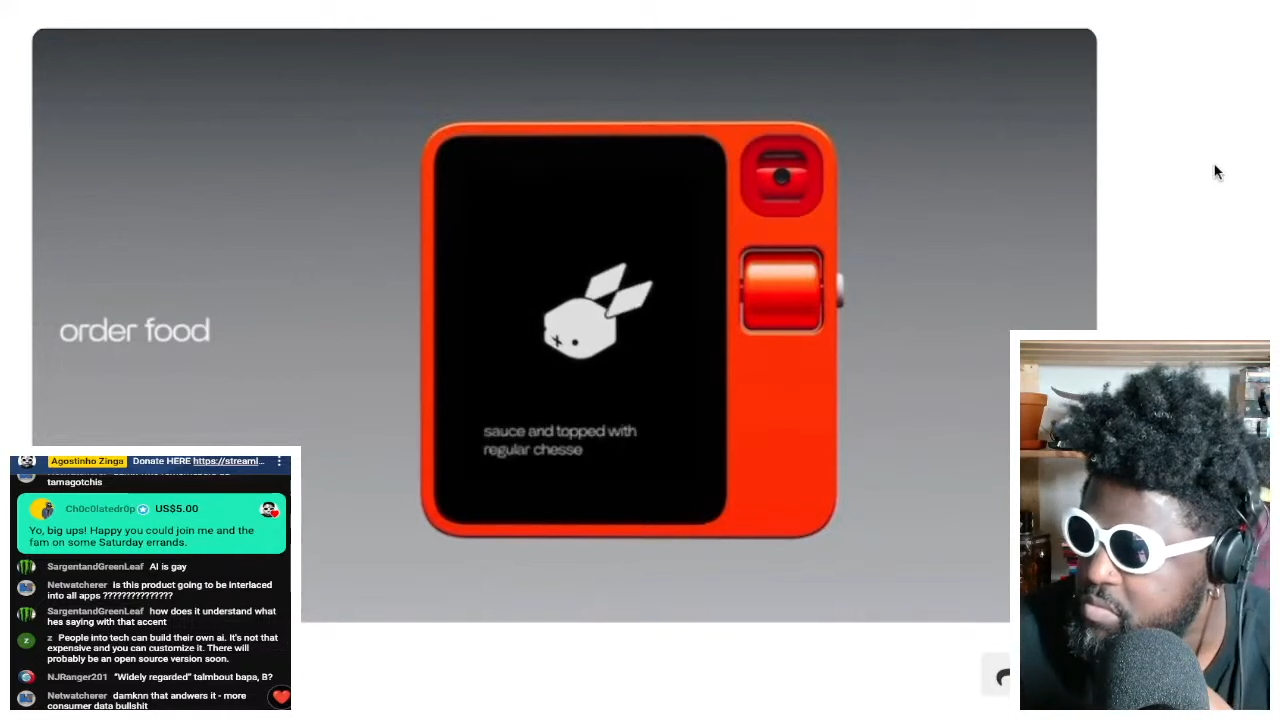 order food
sauce and topped with
regular chesse
Agostinho Zinga Donate HERE https://streaml...
tamagotchis
Ch0c0latedr0p US$5.00
Yo, big ups! Happy you could join me and the
fam on some Saturday errands.
SargentandGreenLeaf AI is gay
Netwatcherer is this product going to be interlaced
into all apps ???????????????
SargentandGreenLeaf how does it understand what
hes saying with that accent
z People into tech can build their own ai. It's not that
expensive and you can customize it. There will
probably be an open source version soon.
NJRanger201 “Widely regarded” talmbout bapa, B?
Netwatcherer damknn that andwers it - more
consumer data bullshit